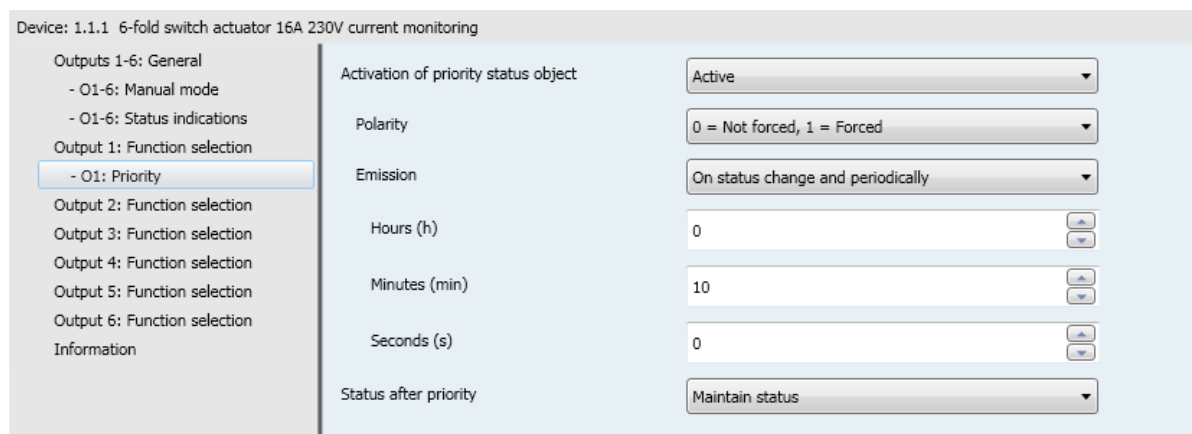 Device: 1.1.1 6-fold switch actuator 16A 230V current monitoring
Outputs 1-6: General
- O1-6: Manual mode
- O1-6: Status indications
Output 1: Function selection
- O1: Priority
Output 2: Function selection
Output 3: Function selection
Output 4: Function selection
Output 5: Function selection
Output 6: Function selection
Information
Activation of priority status object Active
Polarity 0 = Not forced, 1 = Forced
Emission On status change and periodically
Hours (h) 0
Minutes (min) 10
Seconds (s) 0
Status after priority Maintain status